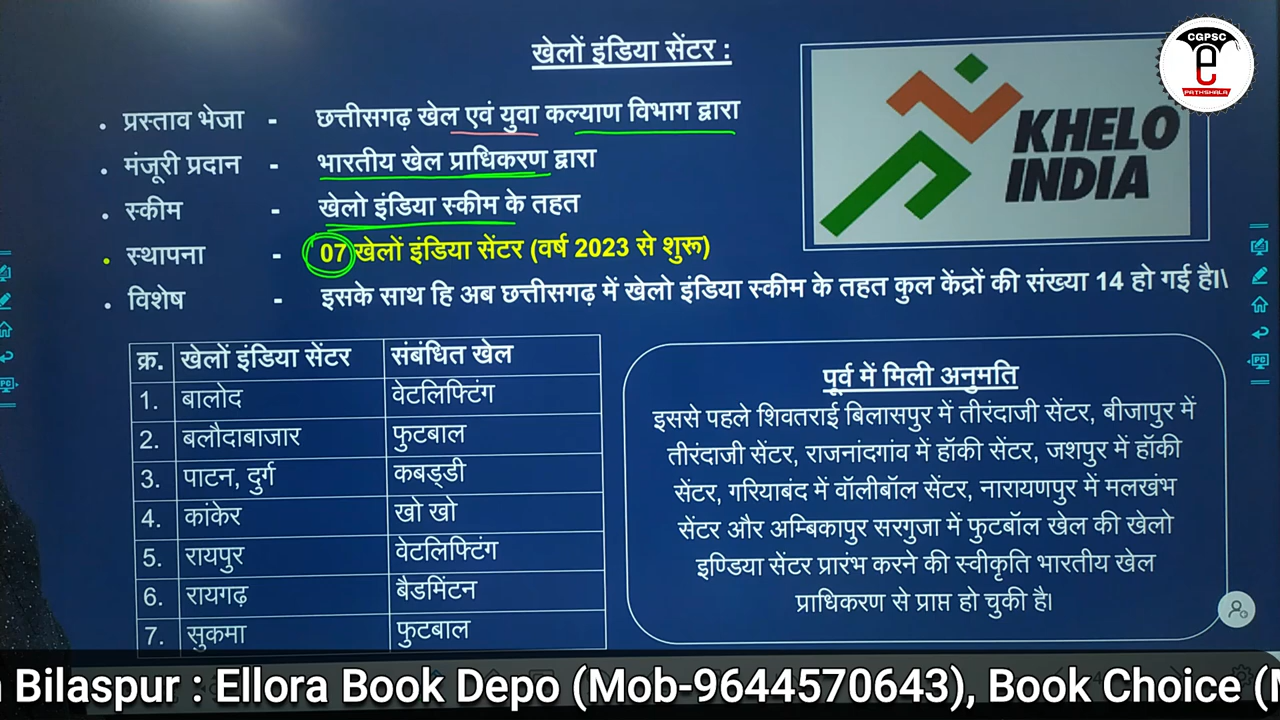 खेलों इंडिया सेंटर :
CGPSC
PATHSHALA
KHELO
INDIA
• प्रस्ताव भेजा - छत्तीसगढ़ खेल एवं युवा कल्याण विभाग द्वारा
• मंजूरी प्रदान - भारतीय खेल प्राधिकरण द्वारा
• स्कीम - खेलो इंडिया स्कीम के तहत
• स्थापना - 07 खेलों इंडिया सेंटर (वर्ष 2023 से शुरू)
• विशेष - इसके साथ हि अब छत्तीसगढ़ में खेलो इंडिया स्कीम के तहत कुल केंद्रों की संख्या 14 हो गई है।\
क्र. खेलों इंडिया सेंटर संबंधित खेल
1. बालोद वेटलिफ्टिंग
2. बलौदाबाजार फुटबाल
3. पाटन, दुर्ग कबड्डी
4. कांकेर खो खो
5. रायपुर वेटलिफ्टिंग
6. रायगढ़ बैडमिंटन
7. सुकमा फुटबाल
पूर्व में मिली अनुमति
इससे पहले शिवतराई बिलासपुर में तीरंदाजी सेंटर, बीजापुर में
तीरंदाजी सेंटर, राजनांदगांव में हॉकी सेंटर, जशपुर में हॉकी
सेंटर, गरियाबंद में वॉलीबॉल सेंटर, नारायणपुर में मलखंभ
सेंटर और अम्बिकापुर सरगुजा में फुटबॉल खेल की खेलो
इण्डिया सेंटर प्रारंभ करने की स्वीकृति भारतीय खेल
प्राधिकरण से प्राप्त हो चुकी है।
Bilaspur : Ellora Book Depo (Mob-9644570643), Book Choice (